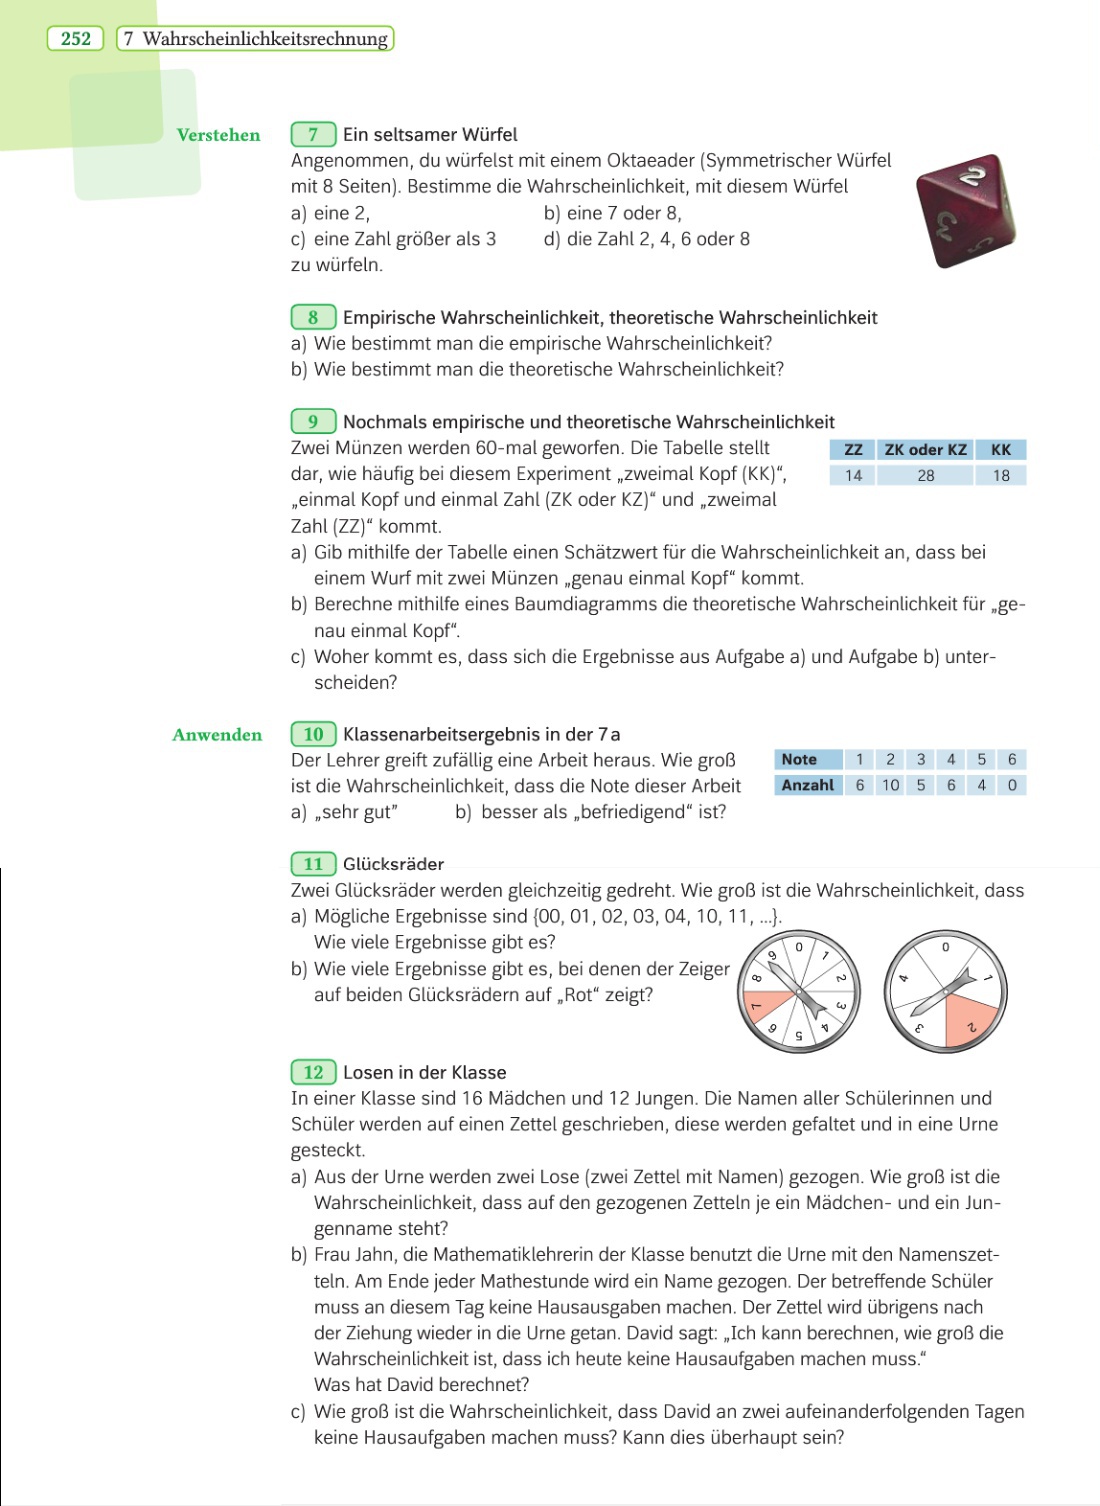 252
7 Wahrscheinlichkeitsrechnung
Verstehen
7 Ein seltsamer Würfel
Angenommen, du würfelst mit einem Oktaeader (Symmetrischer Würfel
mit 8 Seiten). Bestimme die Wahrscheinlichkeit, mit diesem Würfel
a) eine 2,
b) eine 7 oder 8,
c) eine Zahl größer als 3
d) die Zahl 2, 4, 6 oder 8
zu würfeln.
2
3
5
8 Empirische Wahrscheinlichkeit, theoretische Wahrscheinlichkeit
a) Wie bestimmt man die empirische Wahrscheinlichkeit?
b) Wie bestimmt man die theoretische Wahrscheinlichkeit?
9 Nochmals empirische und theoretische Wahrscheinlichkeit
Zwei Münzen werden 60-mal geworfen. Die Tabelle stellt
dar, wie häufig bei diesem Experiment „zweimal Kopf (KK)“,
„einmal Kopf und einmal Zahl (ZK oder KZ)“ und „zweimal
Zahl (ZZ)“ kommt.
ZZ ZK oder KZ KK
14 28 18
a) Gib mithilfe der Tabelle einen Schätzwert für die Wahrscheinlichkeit an, dass bei
einem Wurf mit zwei Münzen „genau einmal Kopf“ kommt.
b) Berechne mithilfe eines Baumdiagramms die theoretische Wahrscheinlichkeit für „ge-
nau einmal Kopf“.
c) Woher kommt es, dass sich die Ergebnisse aus Aufgabe a) und Aufgabe b) unter-
scheiden?
Anwenden
10 Klassenarbeitsergebnis in der 7 a
Der Lehrer greift zufällig eine Arbeit heraus. Wie groß
ist die Wahrscheinlichkeit, dass die Note dieser Arbeit
a) „sehr gut”
b) besser als „befriedigend“ ist?
Note 1 2 3 4 5 6
Anzahl 6 10 5 6 4 0
11 Glücksräder
Zwei Glücksräder werden gleichzeitig gedreht. Wie groß ist die Wahrscheinlichkeit, dass
a) Mögliche Ergebnisse sind {00, 01, 02, 03, 04, 10, 11, ...}.
Wie viele Ergebnisse gibt es?
b) Wie viele Ergebnisse gibt es, bei denen der Zeiger
auf beiden Glücksrädern auf „Rot“ zeigt?
0 1 2 3 4 5 6 7 8 9
0 1 2 3 4
12 Losen in der Klasse
In einer Klasse sind 16 Mädchen und 12 Jungen. Die Namen aller Schülerinnen und
Schüler werden auf einen Zettel geschrieben, diese werden gefaltet und in eine Urne
gesteckt.
a) Aus der Urne werden zwei Lose (zwei Zettel mit Namen) gezogen. Wie groß ist die
Wahrscheinlichkeit, dass auf den gezogenen Zetteln je ein Mädchen- und ein Jun-
genname steht?
b) Frau Jahn, die Mathematiklehrerin der Klasse benutzt die Urne mit den Namenszet-
teln. Am Ende jeder Mathestunde wird ein Name gezogen. Der betreffende Schüler
muss an diesem Tag keine Hausausgaben machen. Der Zettel wird übrigens nach
der Ziehung wieder in die Urne getan. David sagt: „Ich kann berechnen, wie groß die
Wahrscheinlichkeit ist, dass ich heute keine Hausaufgaben machen muss.“
Was hat David berechnet?
c) Wie groß ist die Wahrscheinlichkeit, dass David an zwei aufeinanderfolgenden Tagen
keine Hausaufgaben machen muss? Kann dies überhaupt sein?